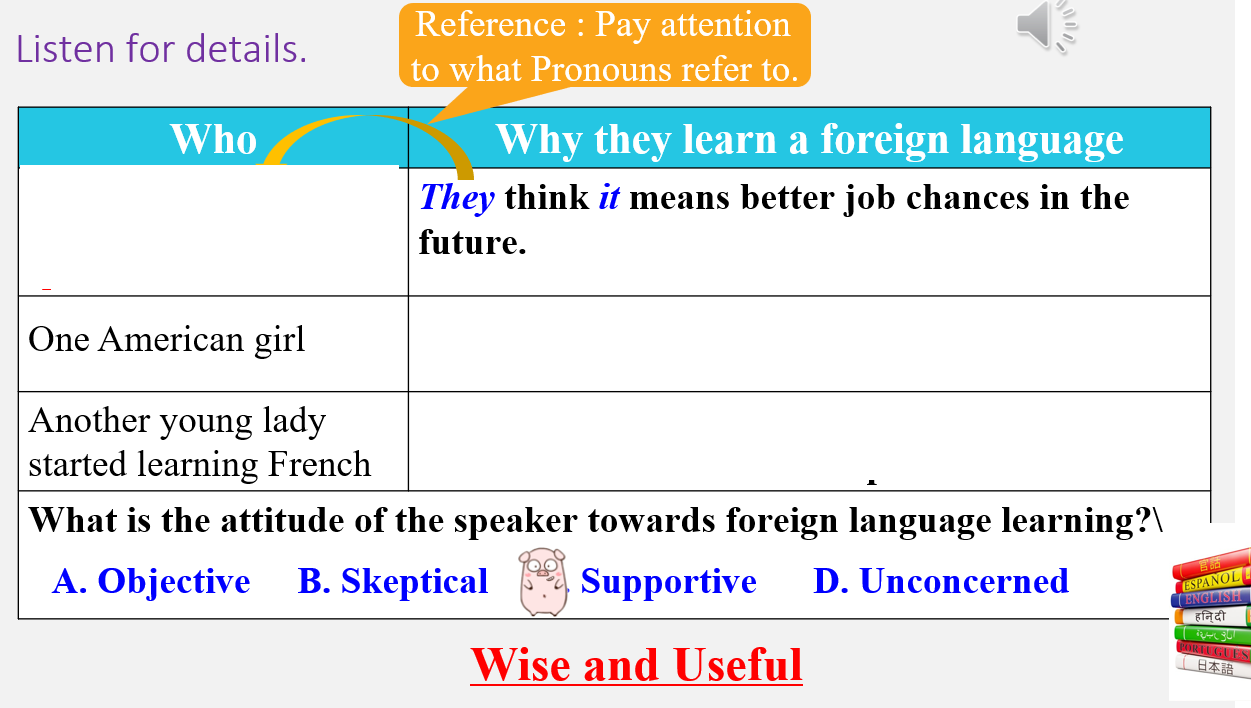 Listen for details.
Reference : Pay attention
to what Pronouns refer to.
Who
Why they learn a foreign language
They think it means better job chances in the
future.
One American girl
Another young lady
started learning French
What is the attitude of the speaker towards foreign language learning?\
A. Objective B. Skeptical . Supportive D. Unconcerned
Wise and Useful
ESPAÑOL
ENGLISH
PORTUGUES
日本語